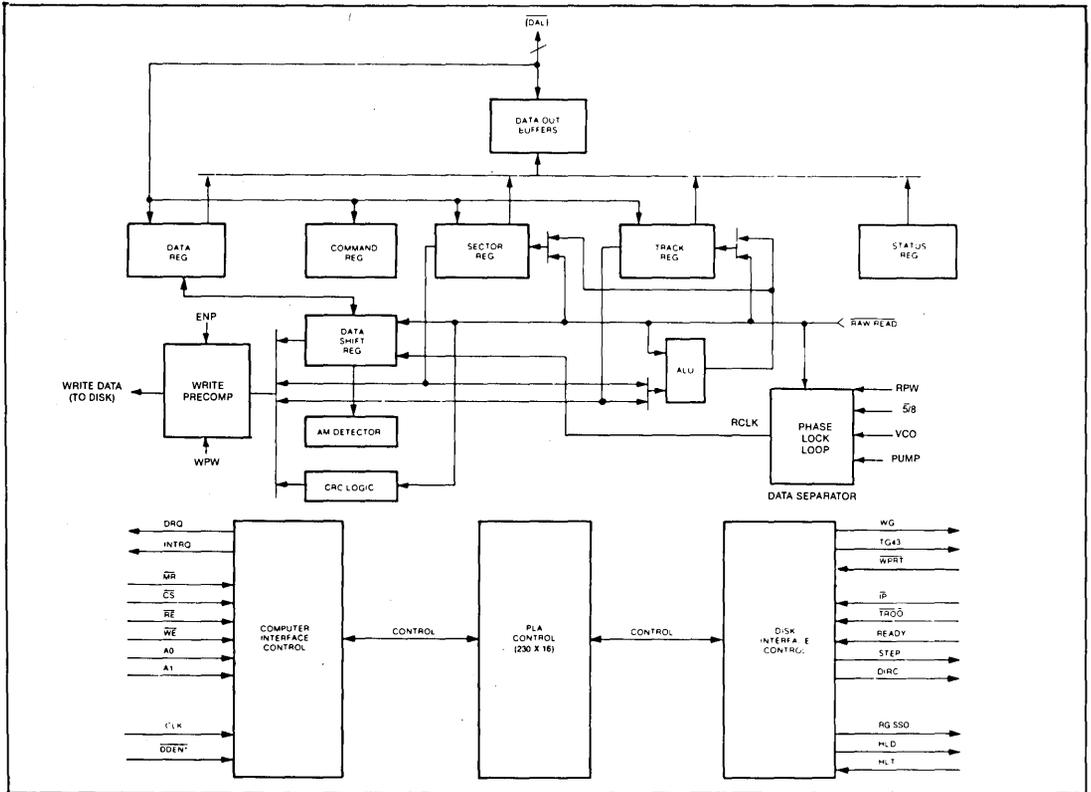 (DAL)
DATA OUT
BUFFERS
DATA
REG
COMMAND
REG
SECTOR
REG
TRACK
REG
STATUS
REG
ENP
DATA
SHIFT
REG
RAW READ
WRITE DATA
(TO DISK)
WRITE
PRECOMP
ALU
AM DETECTOR
RCLK
PHASE
LOCK
LOOP
RPW
5/8
VCO
PUMP
WPW
CRC LOGIC
DATA SEPARATOR
DRQ
INTRQ
MR
CS
RE
WE
A0
A1
CLK
DDEN*
COMPUTER
INTERFACE
CONTROL
CONTROL
PLA
CONTROL
(230 X 16)
CONTROL
DISK
INTERFACE
CONTROL
WG
TG43
WPRT
IP
TR00
READY
STEP
DIRC
RG SSO
HLD
HLT